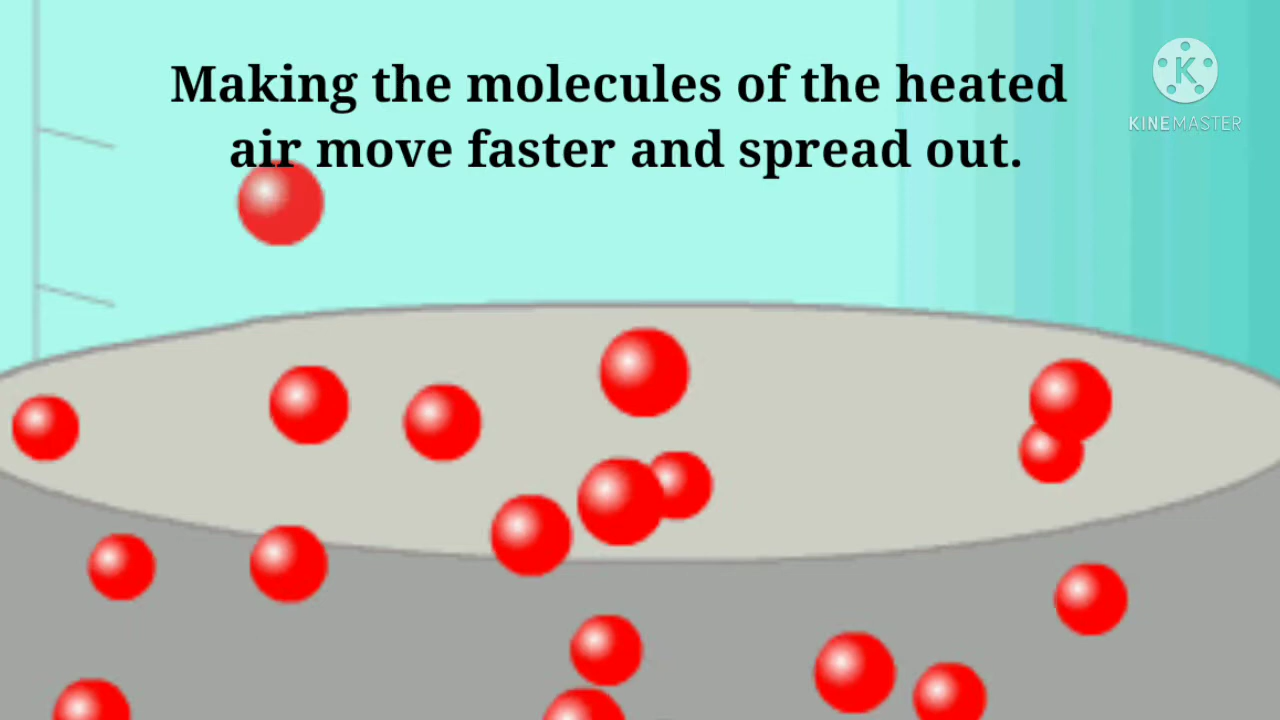 Making the molecules of the heated
air move faster and spread out.
K
KINEMASTER